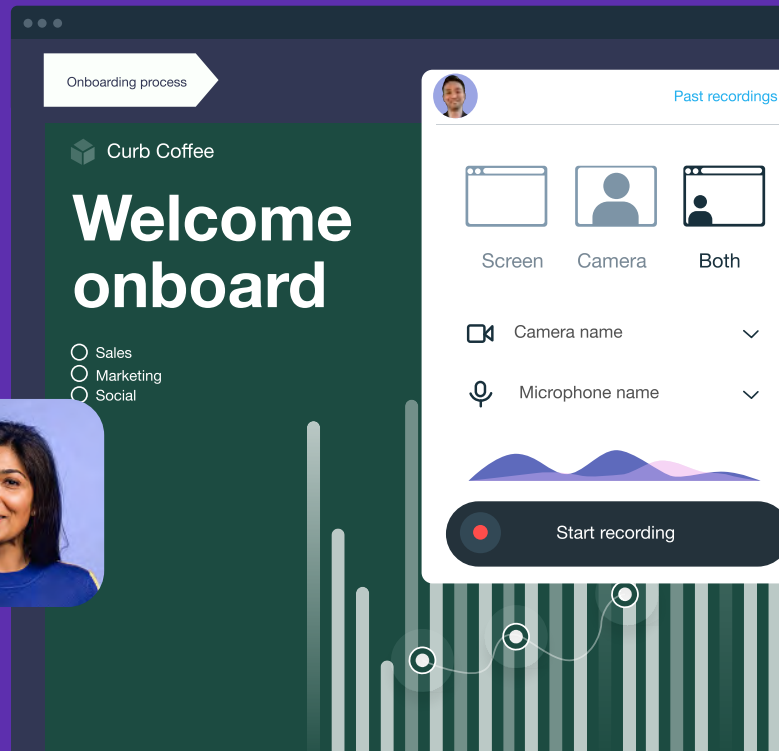 Onboarding process
Curb Coffee
Welcome
onboard
Sales
Marketing
Social
Past recordings
Screen
Camera
Both
Camera name
Microphone name
Start recording